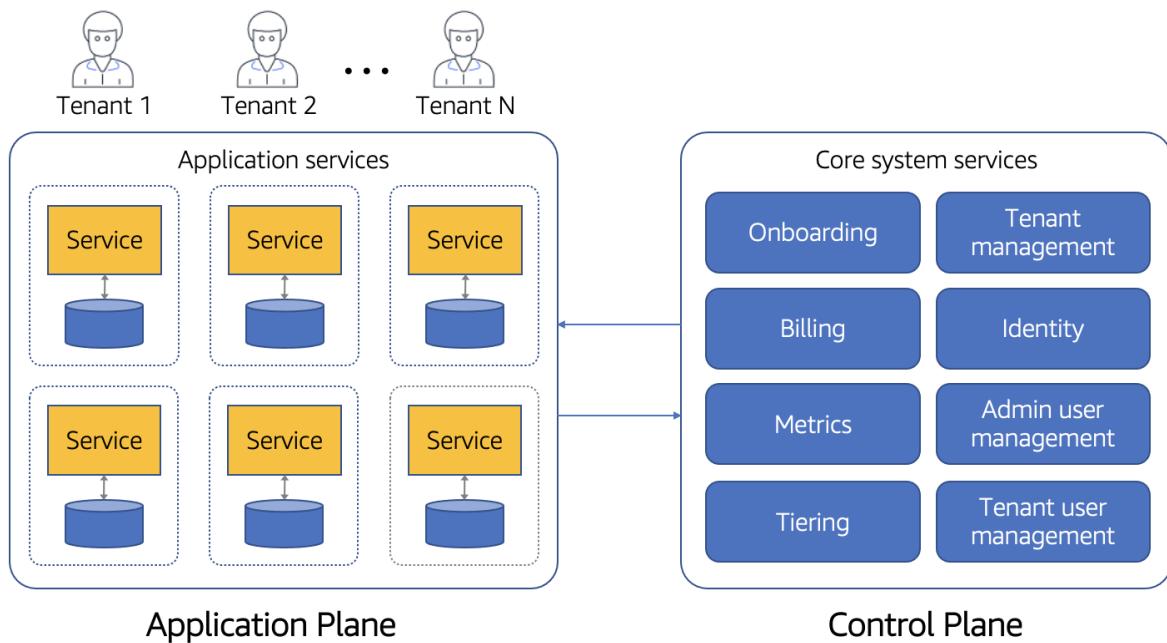 Tenant 1
Tenant 2
...
Tenant N
Application services
Service
Service
Service
Service
Service
Service
Application Plane
Core system services
Onboarding
Tenant
management
Billing
Identity
Metrics
Admin user
management
Tiering
Tenant user
management
Control Plane